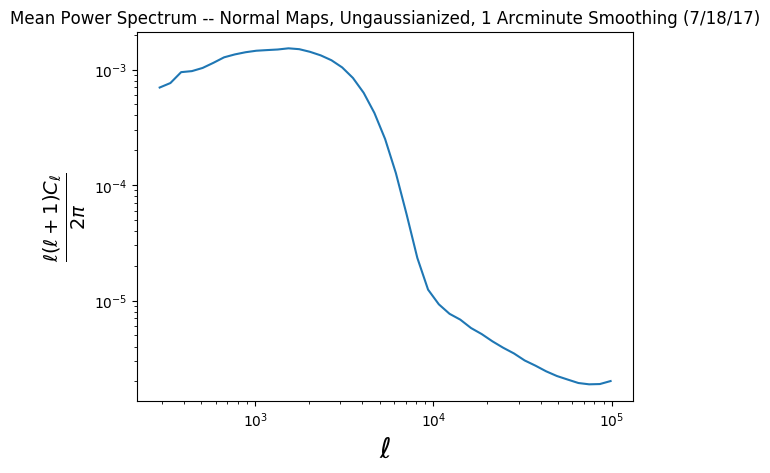 Mean Power Spectrum -- Normal Maps, Ungaussianized, 1 Arcminute Smoothing (7/18/17)
10⁻³
10⁻⁴
10⁻⁵
ℓ(ℓ + 1)Cℓ
2π
10³
10⁴
10⁵
ℓ